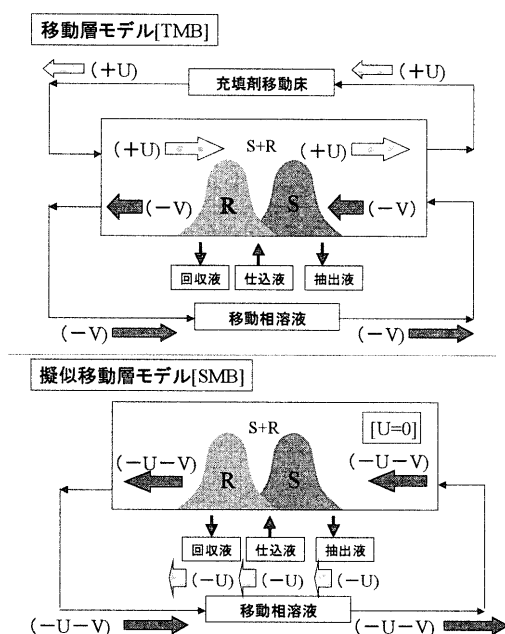 移動層モデル[TMB]
(+U) (+U)
充填剤移動床
(+U) S+R (+U)
(−V) R S (−V)
回収液 仕込液 抽出液
移動相溶液
(−V) (−V)
擬似移動層モデル[SMB]
S+R [U=0]
(−U−V) (−U−V)
R S
回収液 仕込液 抽出液
(−U) (−U) (−U)
移動相溶液
(−U−V) (−U−V)